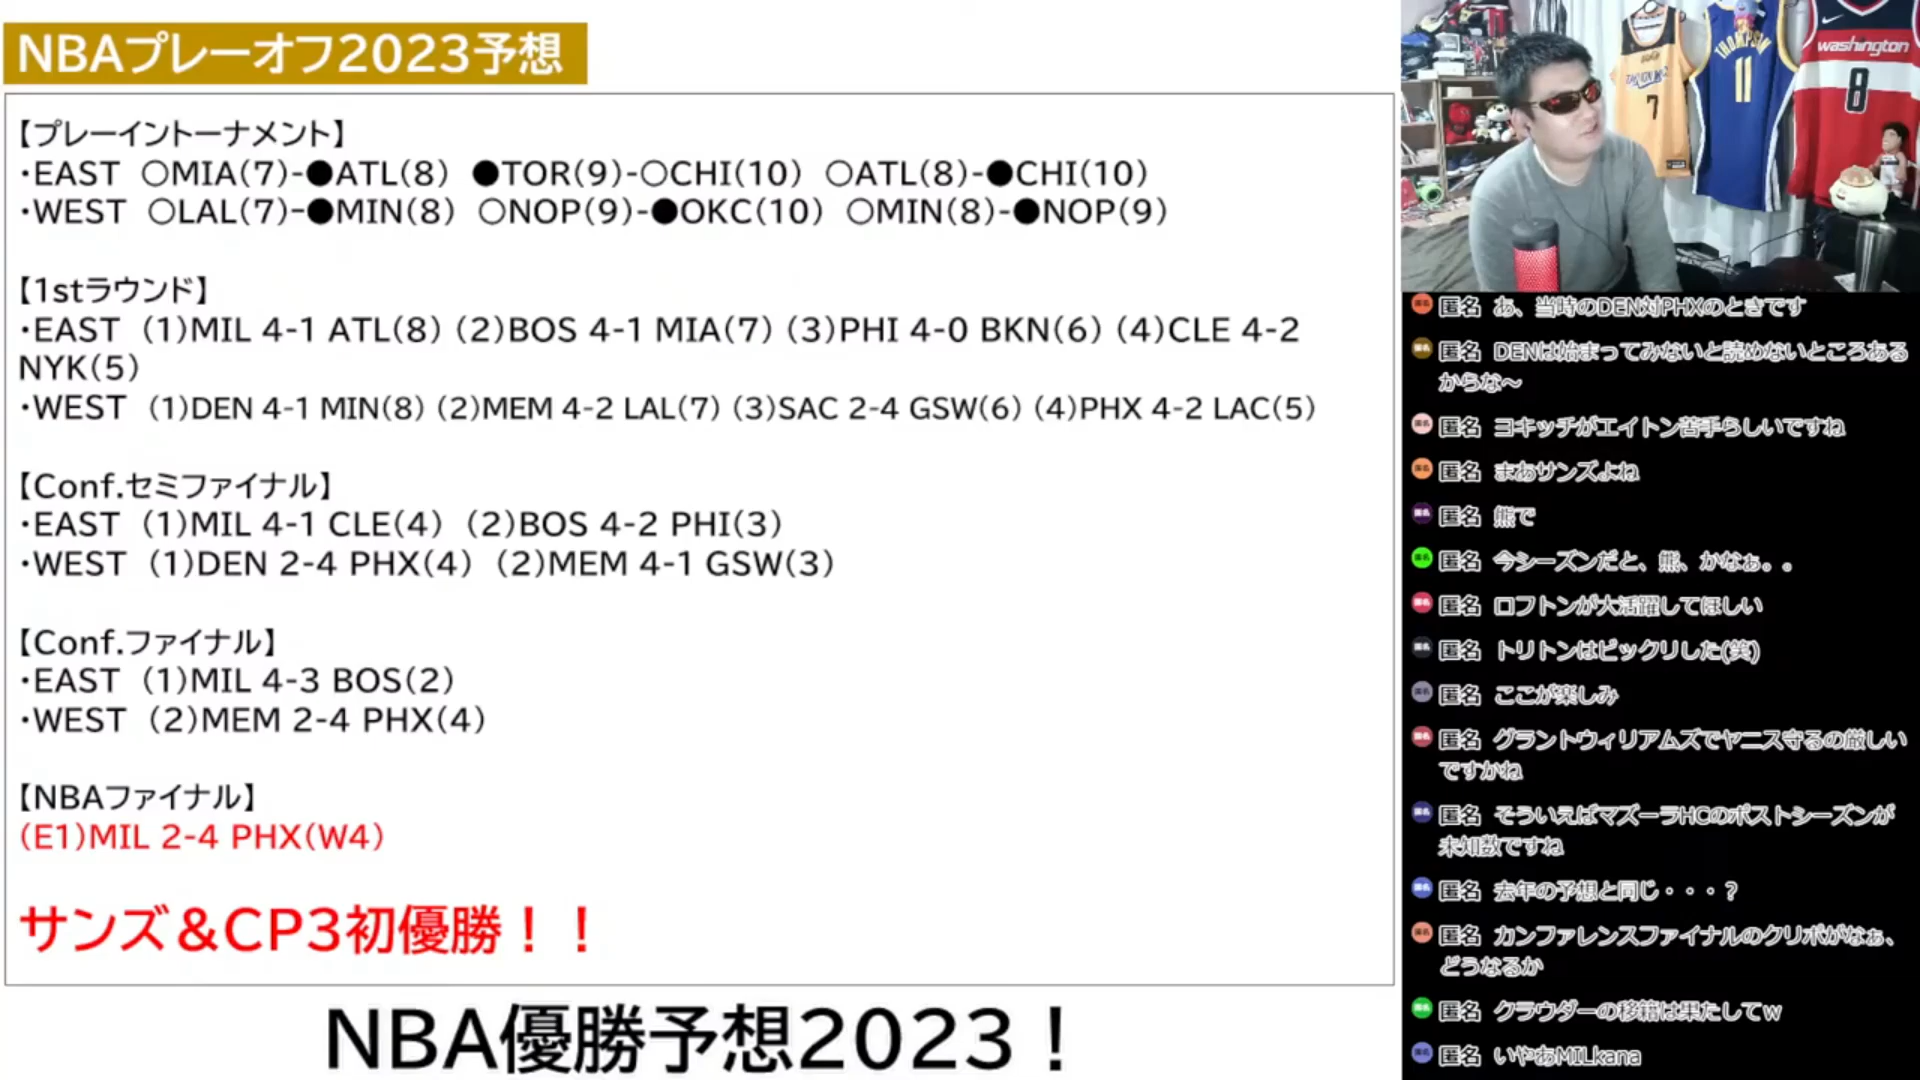 NBAプレーオフ2023予想
【プレーイントーナメント】
・EAST ○MIA(7)-●ATL(8) ●TOR(9)-○CHI(10) ○ATL(8)-●CHI(10)
・WEST ○LAL(7)-●MIN(8) ○NOP(9)-●OKC(10) ○MIN(8)-●NOP(9)
【1stラウンド】
・EAST (1)MIL 4-1 ATL(8) (2)BOS 4-1 MIA(7) (3)PHI 4-0 BKN(6) (4)CLE 4-2
NYK(5)
・WEST (1)DEN 4-1 MIN(8) (2)MEM 4-2 LAL(7) (3)SAC 2-4 GSW(6) (4)PHX 4-2 LAC(5)
【Conf.セミファイナル】
・EAST (1)MIL 4-1 CLE(4) (2)BOS 4-2 PHI(3)
・WEST (1)DEN 2-4 PHX(4) (2)MEM 4-1 GSW(3)
【Conf.ファイナル】
・EAST (1)MIL 4-3 BOS(2)
・WEST (2)MEM 2-4 PHX(4)
【NBAファイナル】
(E1)MIL 2-4 PHX(W4)
サンズ&CP3初優勝！！
NBA優勝予想2023！
7
THOMPSON
11
washington
8
匿名 あ、当時のDEN対PHXのときです
匿名 DENは始まってみないと読めないところある
からな〜
匿名 ヨキッチがエイトン苦手らしいですね
匿名 まあサンズよね
匿名 熊で
匿名 今シーズンだと、熊、かなぁ。。
匿名 ロフトンが大活躍してほしい
匿名 トリトンはビックリした(笑)
匿名 ここが楽しみ
匿名 グラントウィリアムズでヤニス守るの厳しい
ですかね
匿名 そういえばマズーラHCのポストシーズンが
未知数ですね
匿名 去年の予想と同じ・・・？
匿名 カンファレンスファイナルのクリポがなぁ、
どうなるか
匿名 クラウダーの移籍は果たしてw
匿名 いやあMILkana